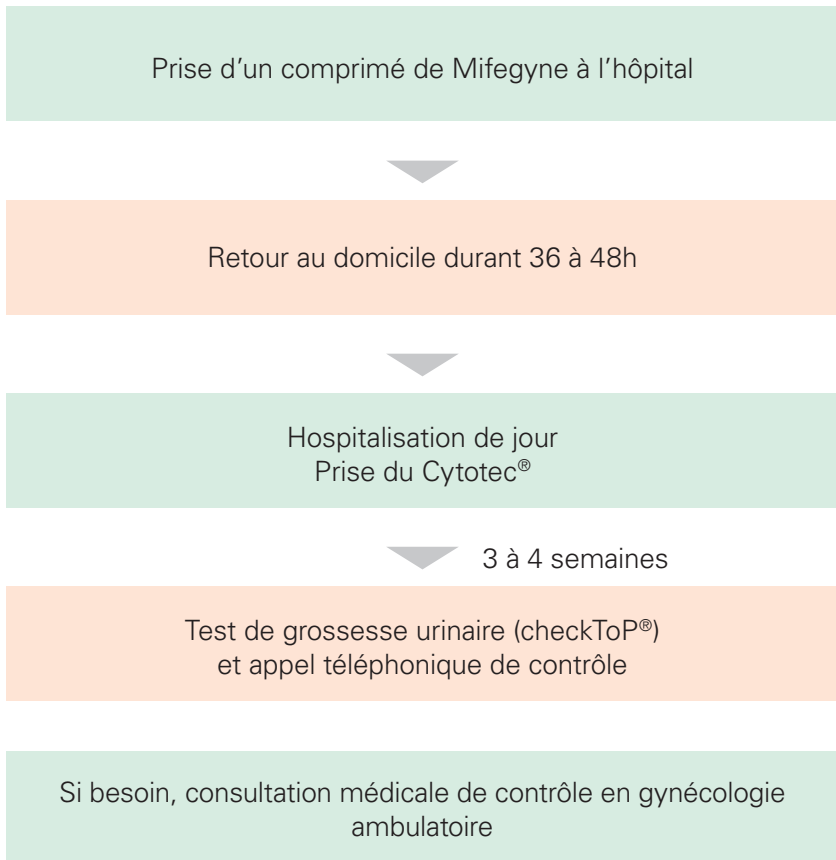 Prise d’un comprimé de Mifegyne à l’hôpital
Retour au domicile durant 36 à 48h
Hospitalisation de jour
Prise du Cytotec®
3 à 4 semaines
Test de grossesse urinaire (checkToP®)
et appel téléphonique de contrôle
Si besoin, consultation médicale de contrôle en gynécologie
ambulatoire